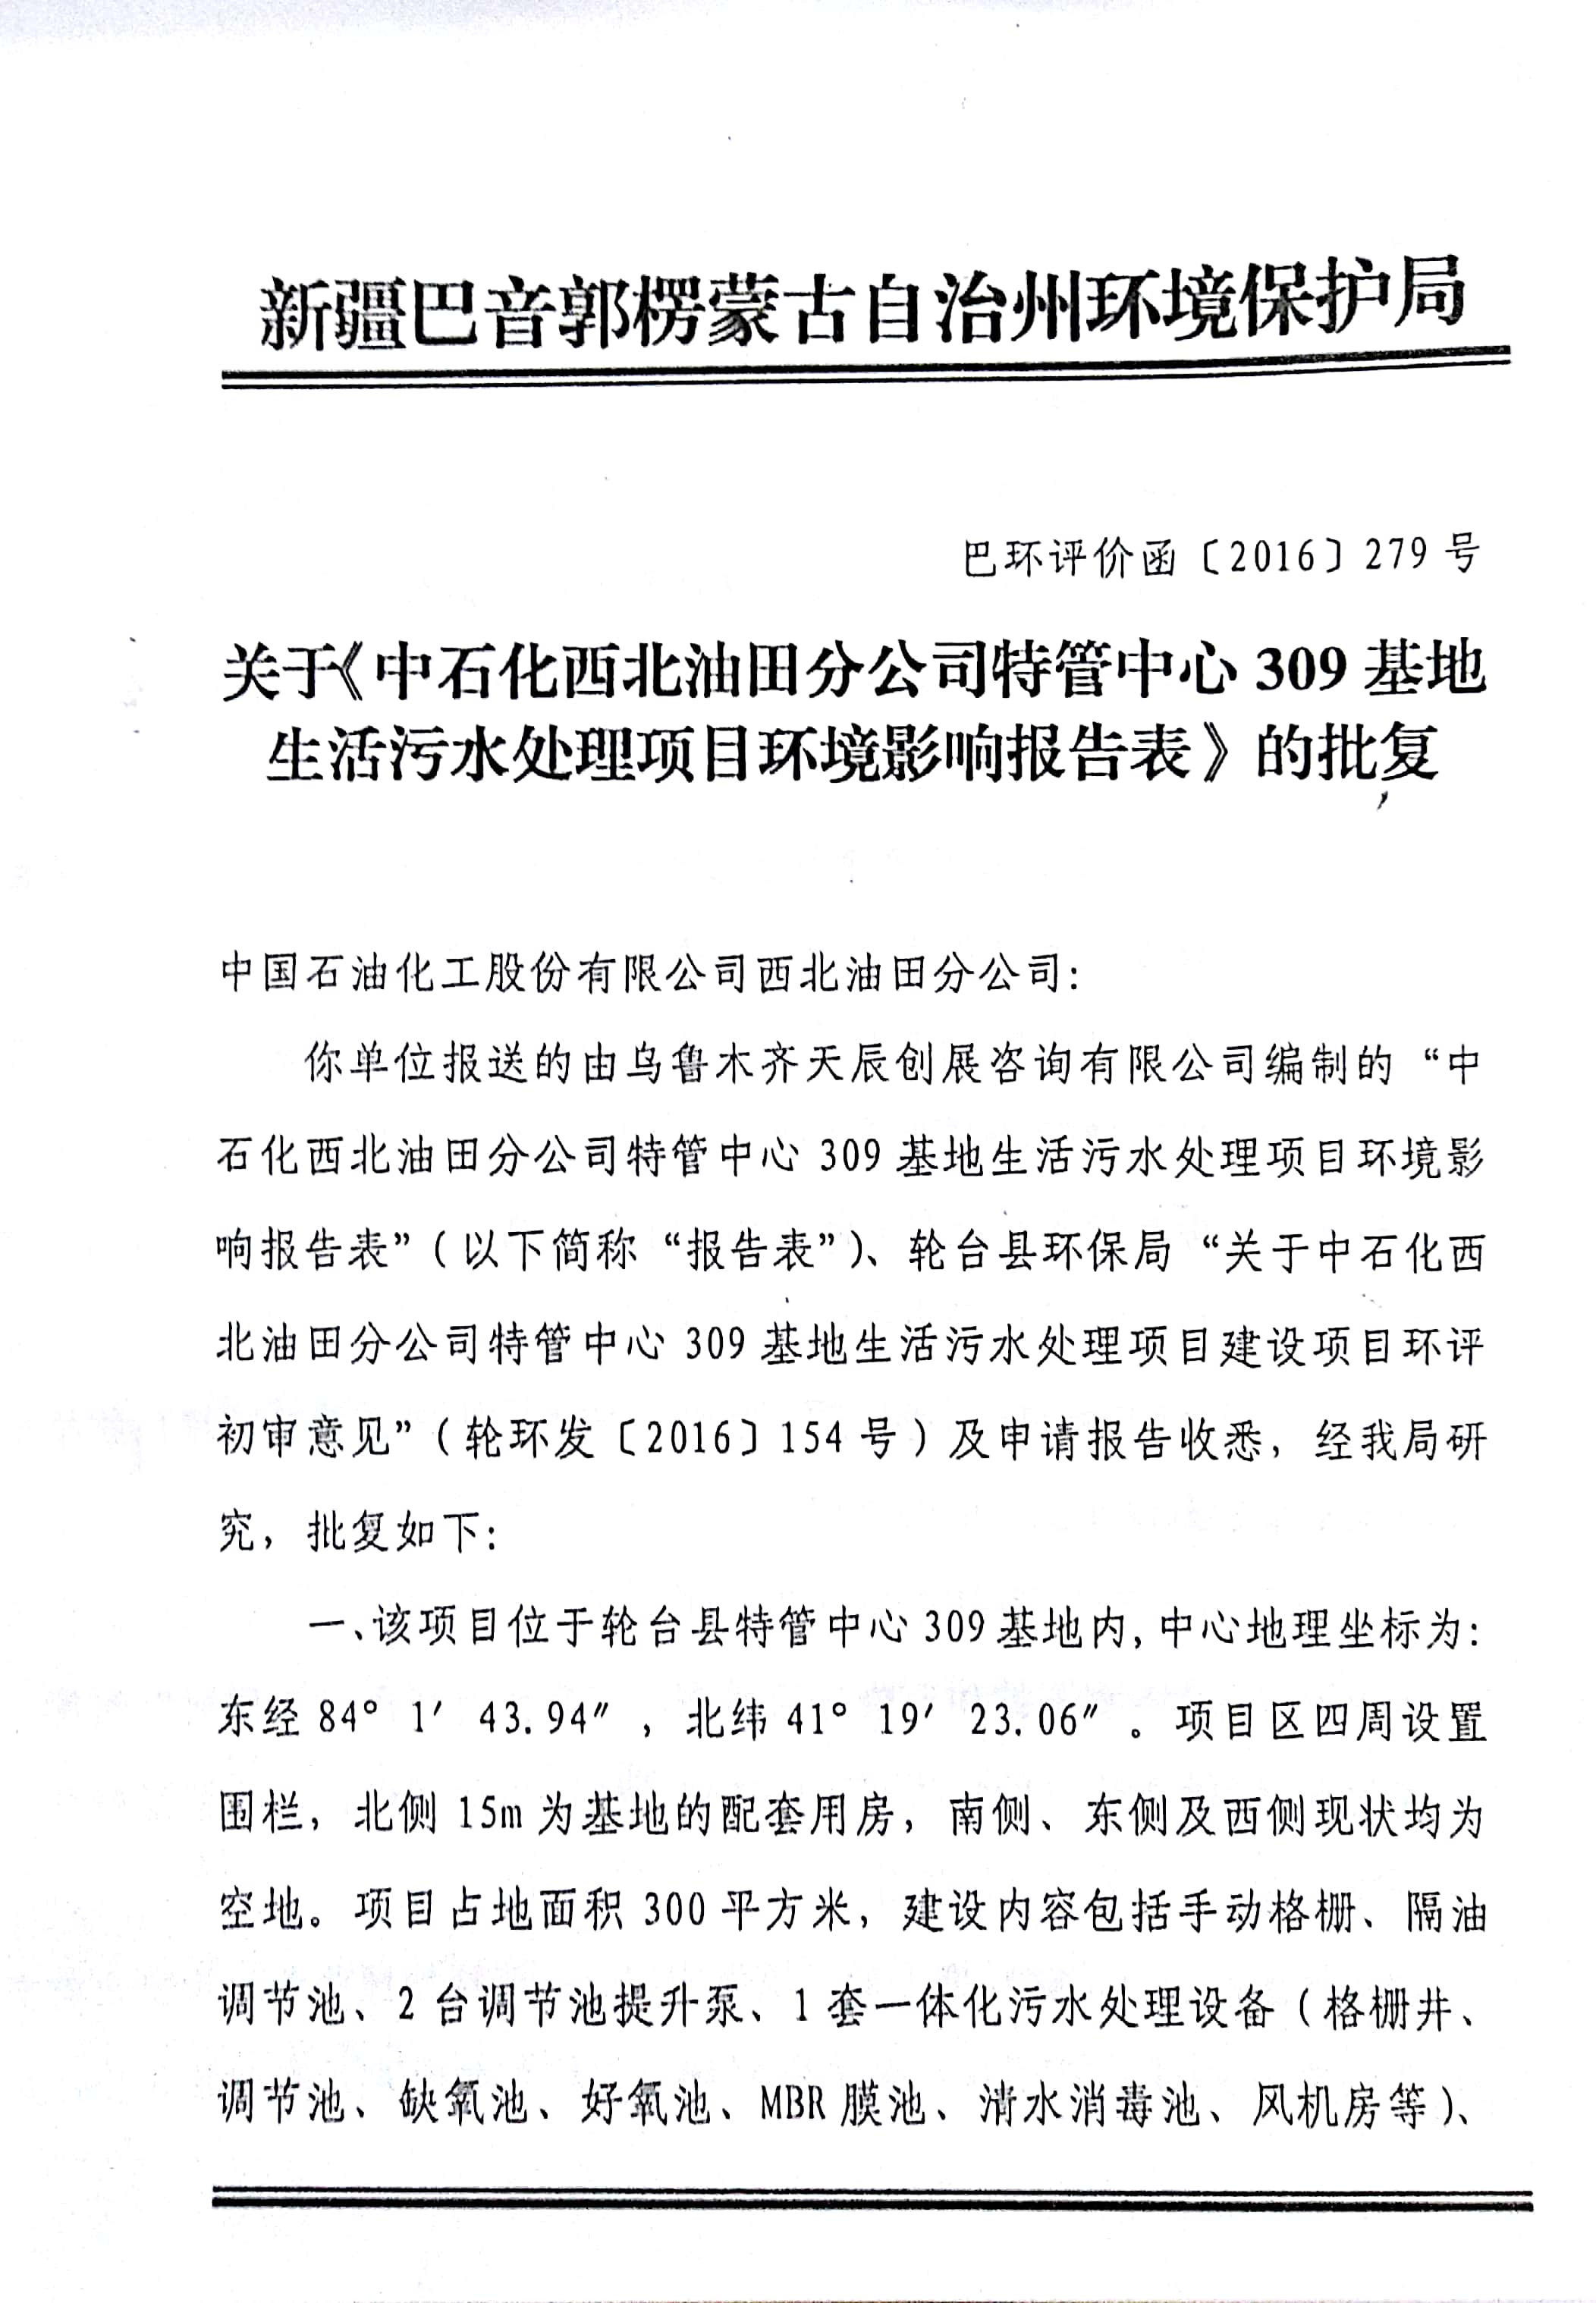 新疆巴音郭楞蒙古自治州环境保护局
巴环评价函〔2016〕279号
关于《中石化西北油田分公司特管中心309基地
生活污水处理项目环境影响报告表》的批复
中国石油化工股份有限公司西北油田分公司：
你单位报送的由乌鲁木齐天辰创展咨询有限公司编制的“中
石化西北油田分公司特管中心309基地生活污水处理项目环境影
响报告表”（以下简称“报告表”）、轮台县环保局“关于中石化西
北油田分公司特管中心309基地生活污水处理项目建设项目环评
初审意见”（轮环发〔2016〕154号）及申请报告收悉，经我局研
究，批复如下：
一、该项目位于轮台县特管中心309基地内，中心地理坐标为：
东经84° 1′ 43.94″，北纬41° 19′ 23.06″。项目区四周设置
围栏，北侧15m为基地的配套用房，南侧、东侧及西侧现状均为
空地。项目占地面积300平方米，建设内容包括手动格栅、隔油
调节池、2台调节池提升泵、1套一体化污水处理设备（格栅井、
调节池、缺氧池、好氧池、MBR膜池、清水消毒池、风机房等）、